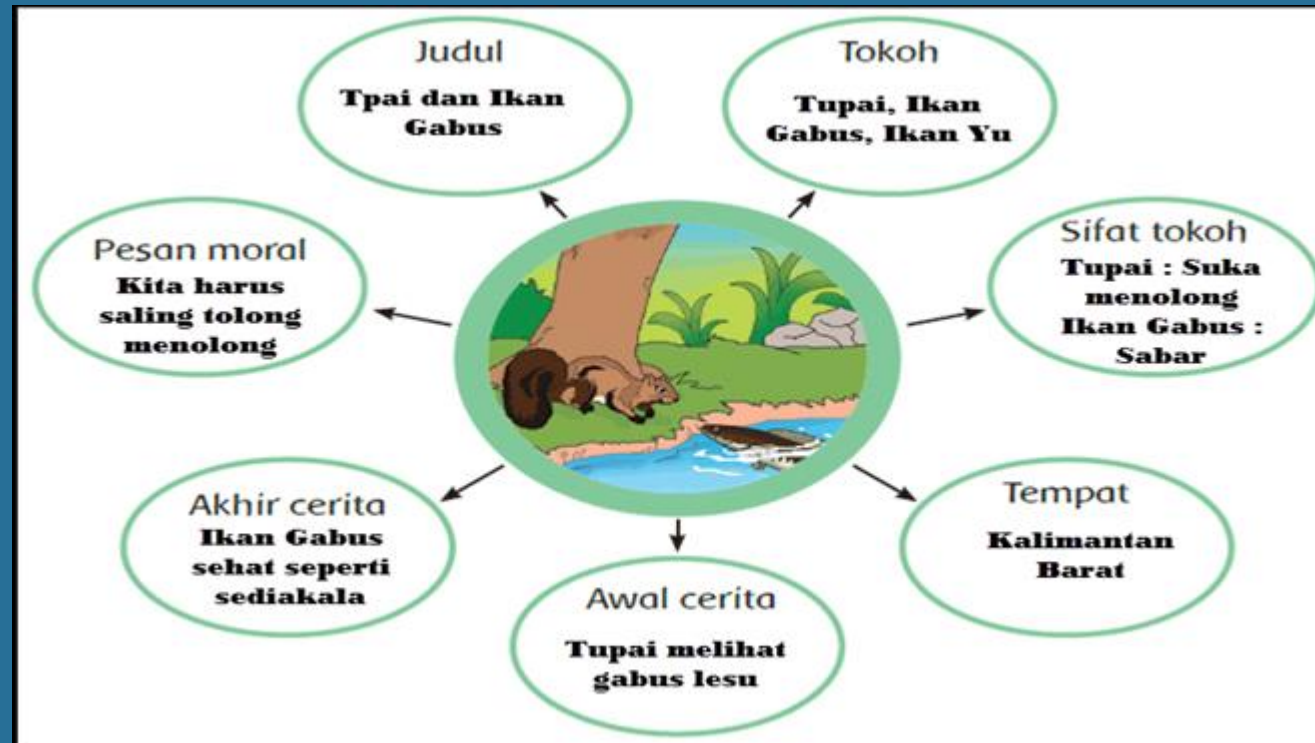 Judul
Tpai dan Ikan
Gabus
Tokoh
Tupai, Ikan
Gabus, Ikan Yu
Sifat tokoh
Tupai : Suka
menolong
Ikan Gabus :
Sabar
Tempat
Kalimantan
Barat
Awal cerita
Tupai melihat
gabus lesu
Akhir cerita
Ikan Gabus
sehat seperti
sediakala
Pesan moral
Kita harus
saling tolong
menolong